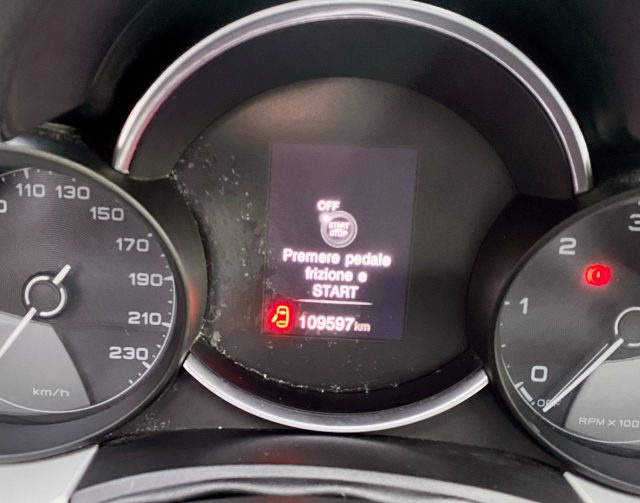 110
130
150
170
190
210
230
km/h
OFF
START
STOP
Premere pedale
frizione e
START
109597km
3
2
1
0
RPM x 100